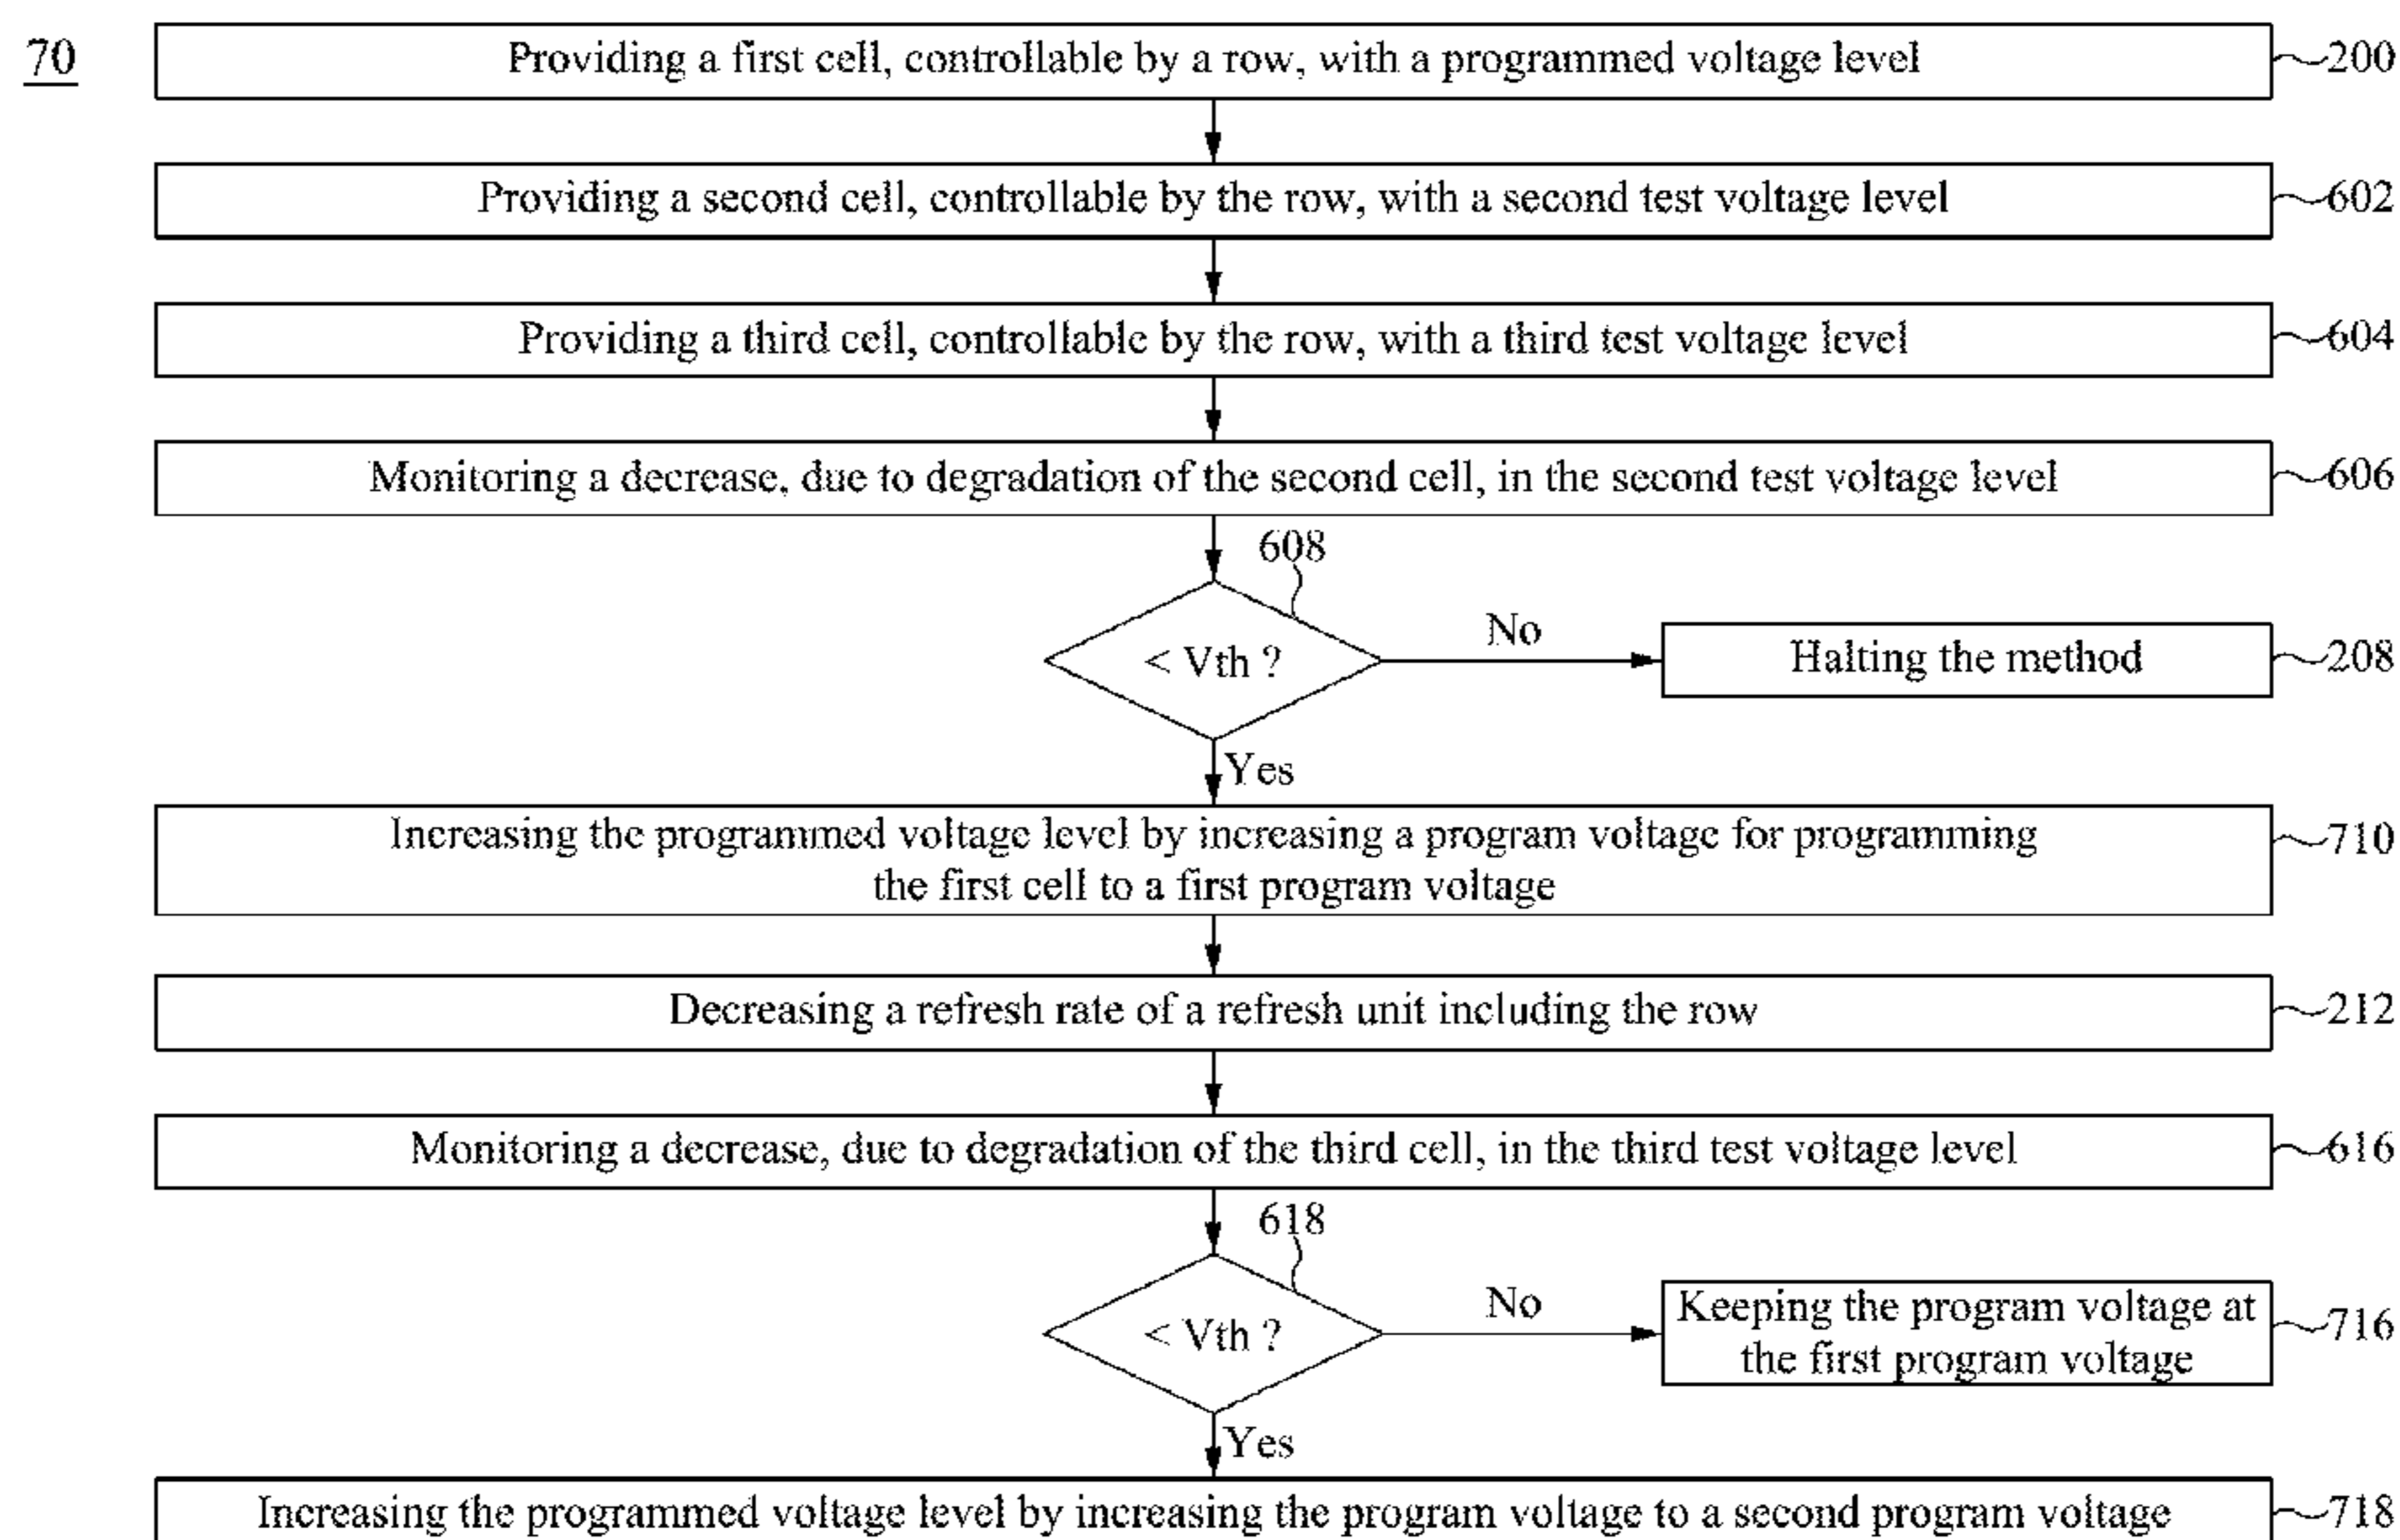 70
Providing a first cell, controllable by a row, with a programmed voltage level
200
Providing a second cell, controllable by the row, with a second test voltage level
602
Providing a third cell, controllable by the row, with a third test voltage level
604
Monitoring a decrease, due to degradation of the second cell, in the second test voltage level
606
608
< Vth ?
No
Halting the method
208
Yes
Increasing the programmed voltage level by increasing a program voltage for programming
the first cell to a first program voltage
710
Decreasing a refresh rate of a refresh unit including the row
212
Monitoring a decrease, due to degradation of the third cell, in the third test voltage level
616
618
< Vth ?
No
Keeping the program voltage at
the first program voltage
716
Yes
Increasing the programmed voltage level by increasing the program voltage to a second program voltage
718